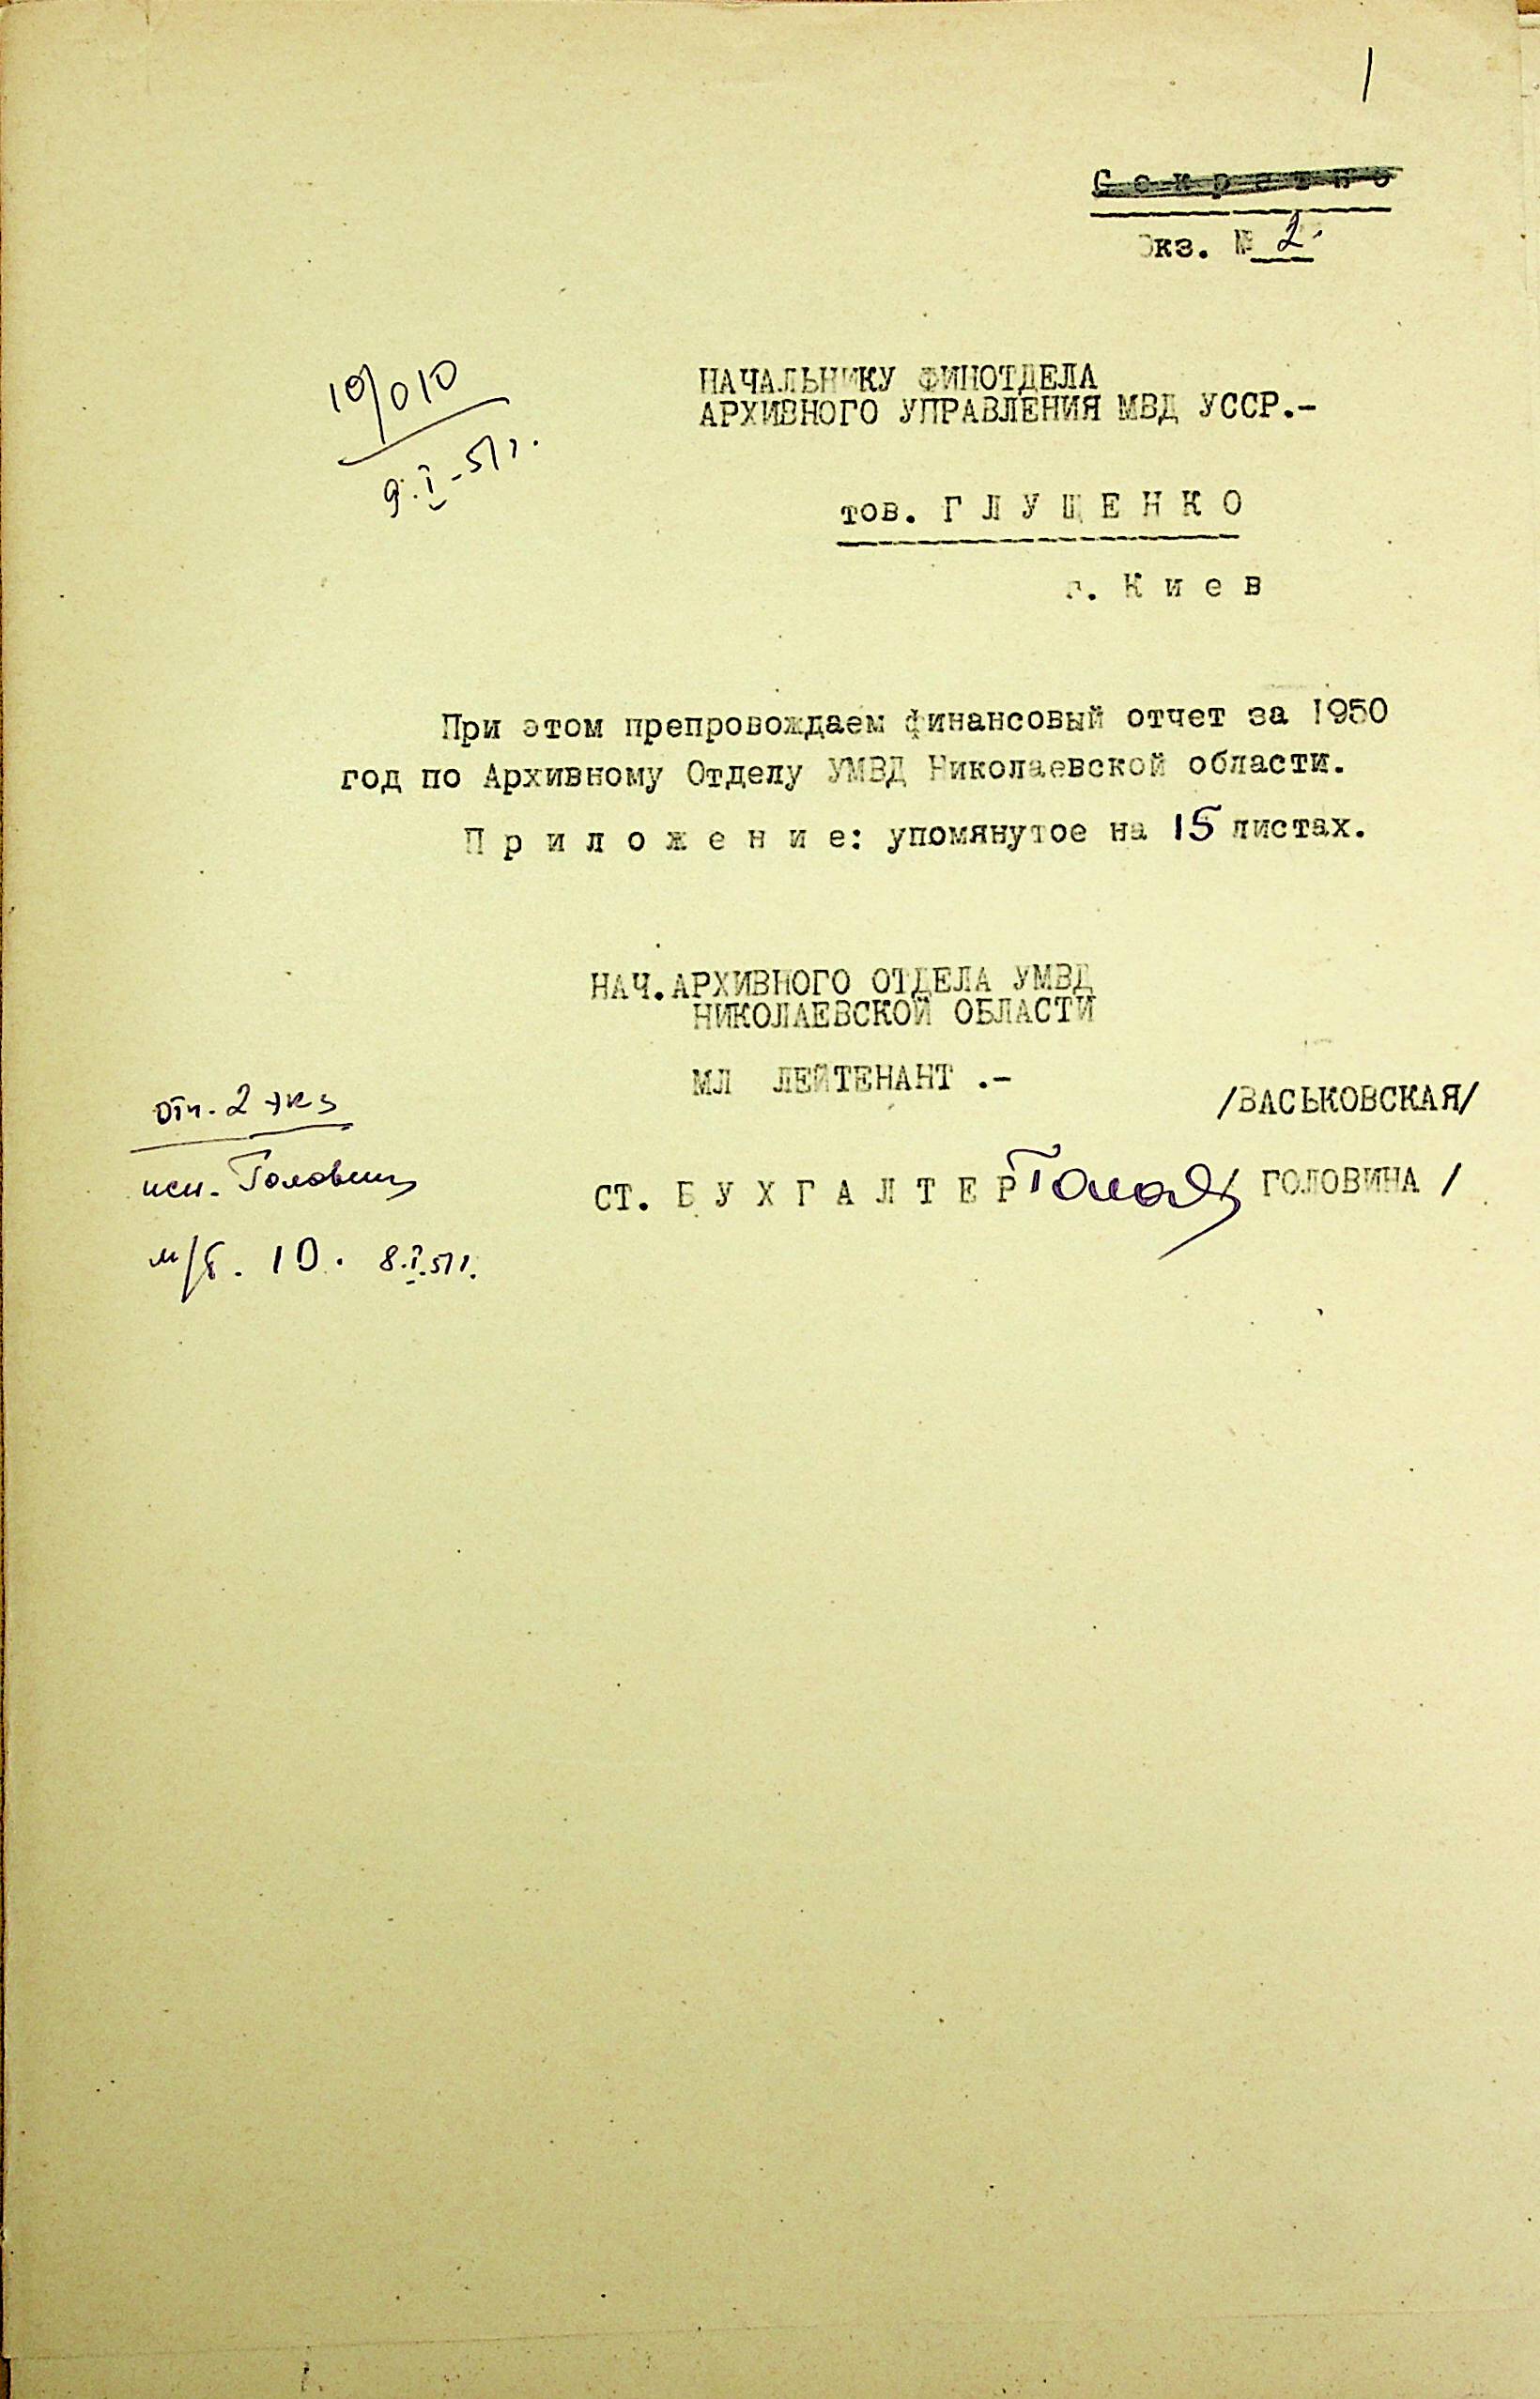 1
Секретно
Экз. № 2.
10/010
9.I-51г.
НАЧАЛЬНИКУ ФИНОТДЕЛА
АРХИВНОГО УПРАВЛЕНИЯ МВД УССР.-
тов. Г Л У Щ Е Н К О
г. К и е в
При этом препровождаем финансовый отчет за 1950
год по Архивному Отделу УМВД Николаевской области.
П р и л о ж е н и е: упомянутое на 15 листах.
НАЧ.АРХИВНОГО ОТДЕЛА УМВД
НИКОЛАЕВСКОЙ ОБЛАСТИ
МЛ ЛЕЙТЕНАНТ .-
/ВАСЬКОВСКАЯ/
СТ. Б У Х Г А Л Т Е Р / ГОЛОВИНА /
отп. 2 экз
исп. Головин
м/б. 10. 8.I.51г.